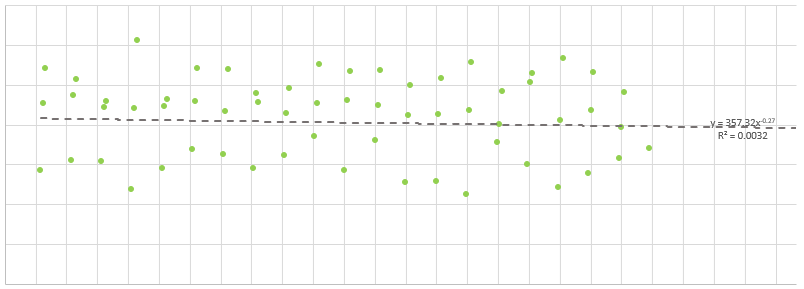 y = 357.32x^-0.27
R² = 0.0032